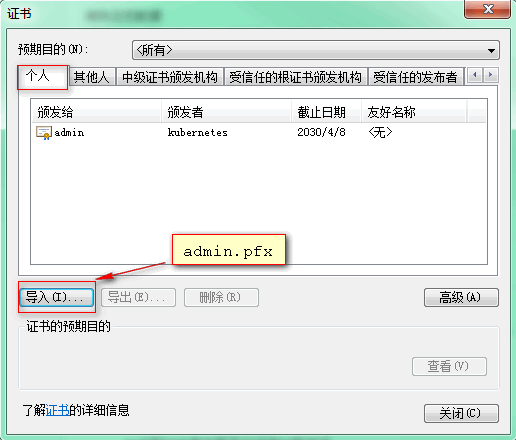 证书
预期目的(N): <所有>
个人 其他人 中级证书颁发机构 受信任的根证书颁发机构 受信任的发布者
颁发给 颁发者 截止日期 友好名称
admin kubernetes 2030/4/8 <无>
admin.pfx
导入(I)... 导出(E)... 删除(R) 高级(A)
证书的预期目的
查看(V)
了解证书的详细信息
关闭(C)